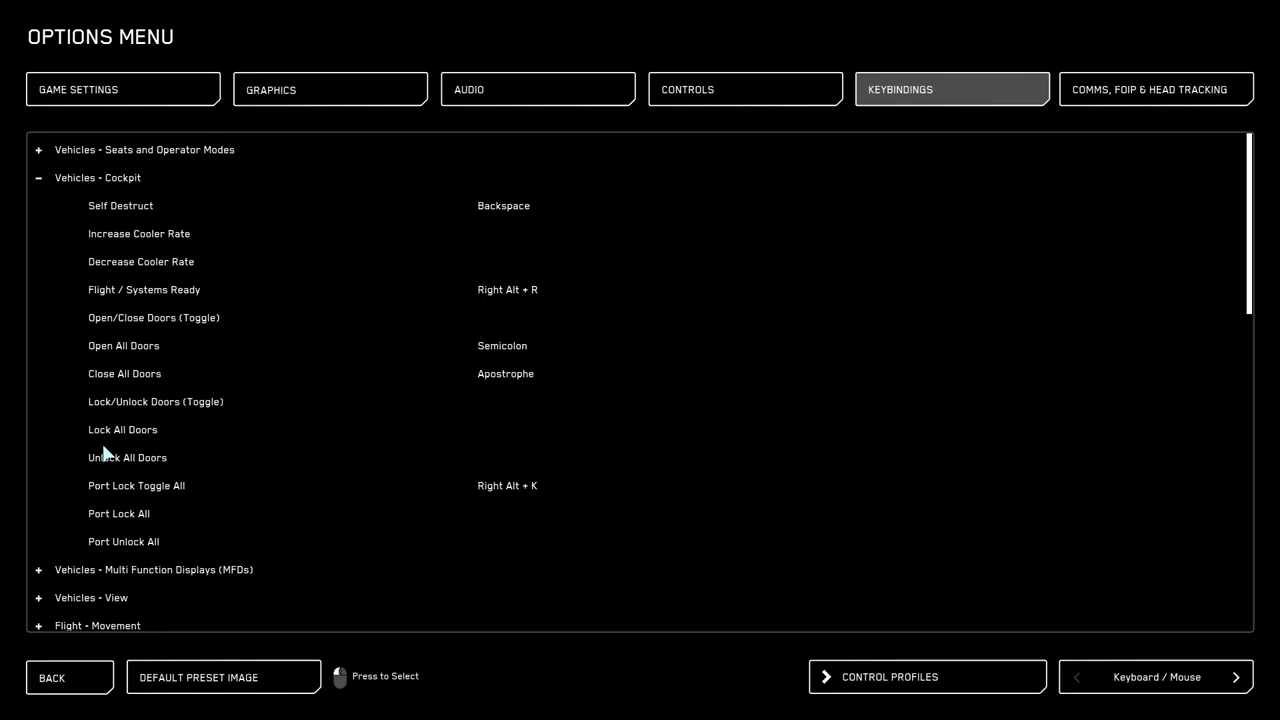 OPTIONS MENU
GAME SETTINGS
GRAPHICS
AUDIO
CONTROLS
KEYBINDINGS
COMMS, FOIP & HEAD TRACKING
+ Vehicles - Seats and Operator Modes
- Vehicles - Cockpit
Self Destruct Backspace
Increase Cooler Rate
Decrease Cooler Rate
Flight / Systems Ready Right Alt + R
Open/Close Doors (Toggle)
Open All Doors Semicolon
Close All Doors Apostrophe
Lock/Unlock Doors (Toggle)
Lock All Doors
Unlock All Doors
Port Lock Toggle All Right Alt + K
Port Lock All
Port Unlock All
+ Vehicles - Multi Function Displays (MFDs)
+ Vehicles - View
+ Flight - Movement
BACK
DEFAULT PRESET IMAGE
Press to Select
CONTROL PROFILES
Keyboard / Mouse